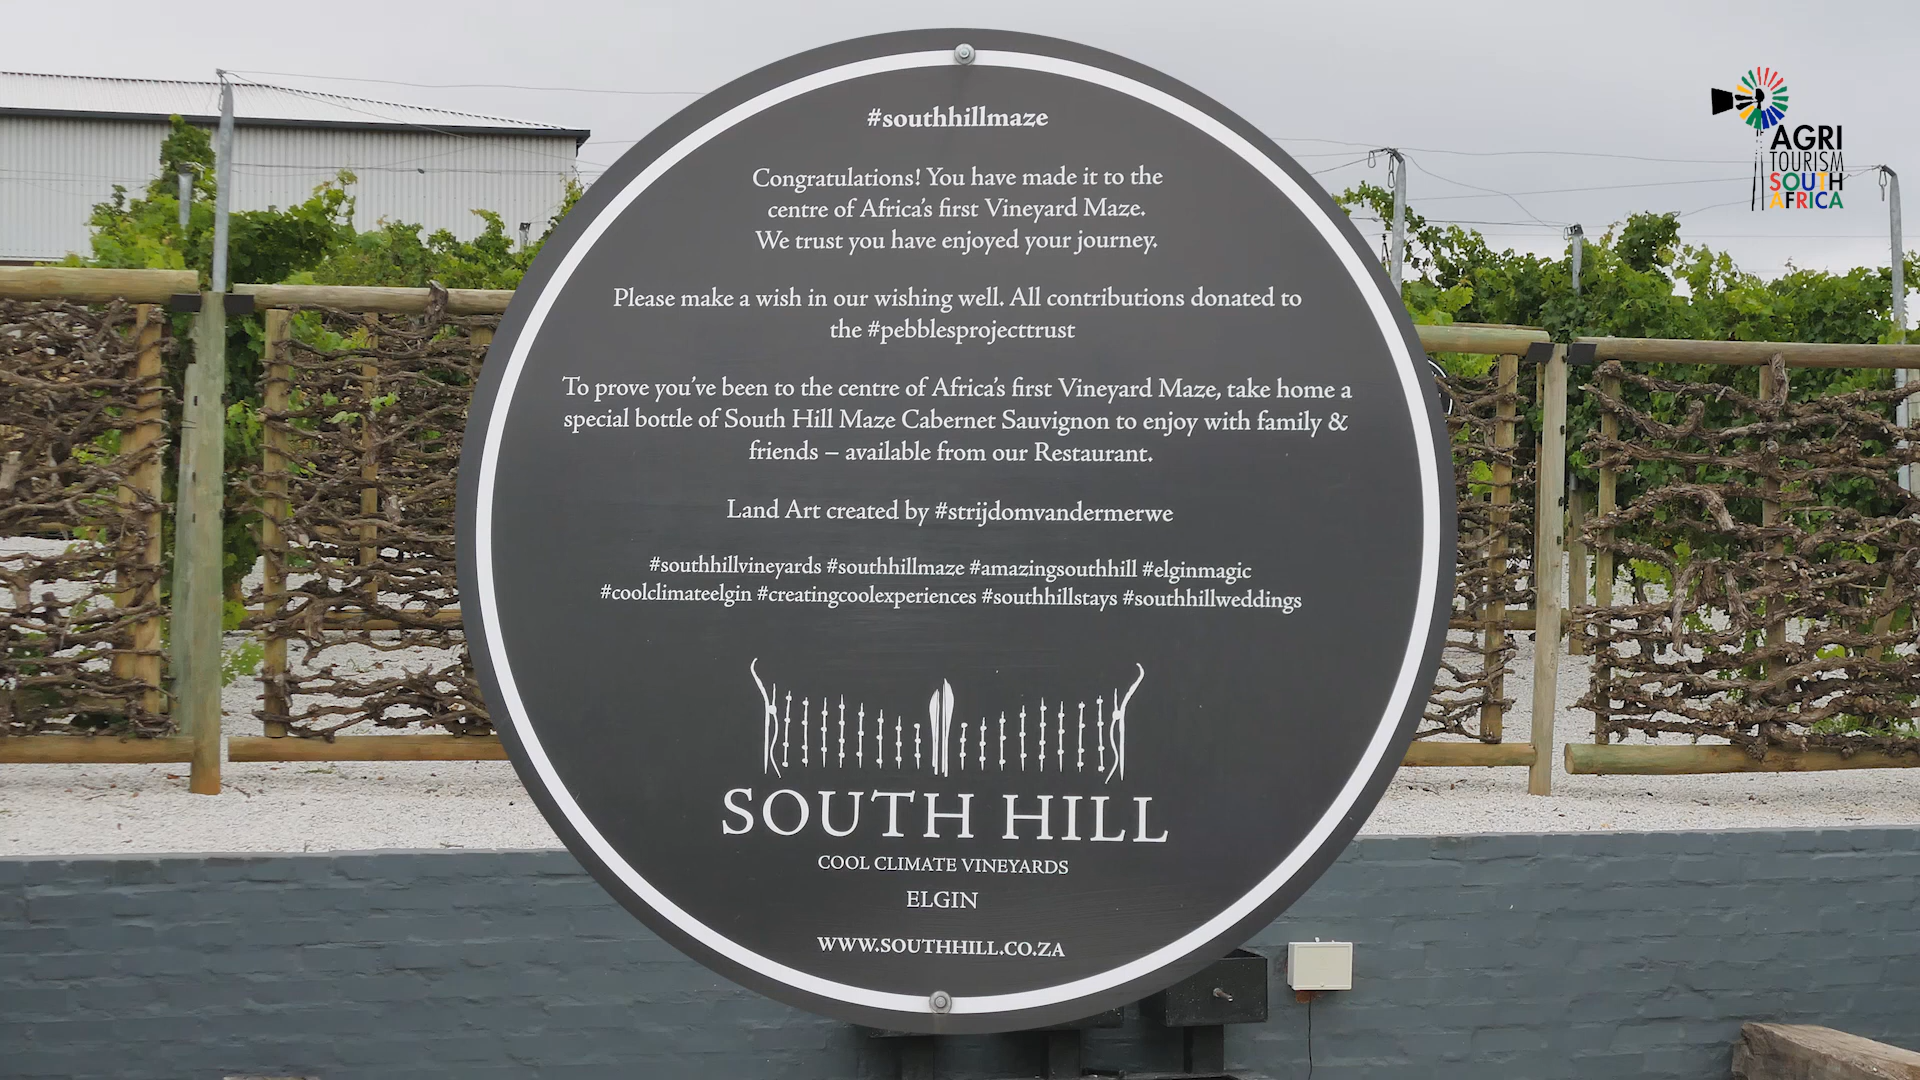 #southhillmaze
Congratulations! You have made it to the
centre of Africa's first Vineyard Maze.
We trust you have enjoyed your journey.
Please make a wish in our wishing well. All contributions donated to
the #pebblesprojecttrust
To prove you've been to the centre of Africa's first Vineyard Maze, take home a
special bottle of South Hill Maze Cabernet Sauvignon to enjoy with family &
friends – available from our Restaurant.
Land Art created by #strijdomvandermerwe
#southhillvineyards #southhillmaze #amazingsouthhill #elginmagic
#coolclimateelgin #creatingcoolexperiences #southhillstays #southhillweddings
SOUTH HILL
COOL CLIMATE VINEYARDS
ELGIN
WWW.SOUTHHILL.CO.ZA
AGRI
TOURISM
SOUTH
AFRICA